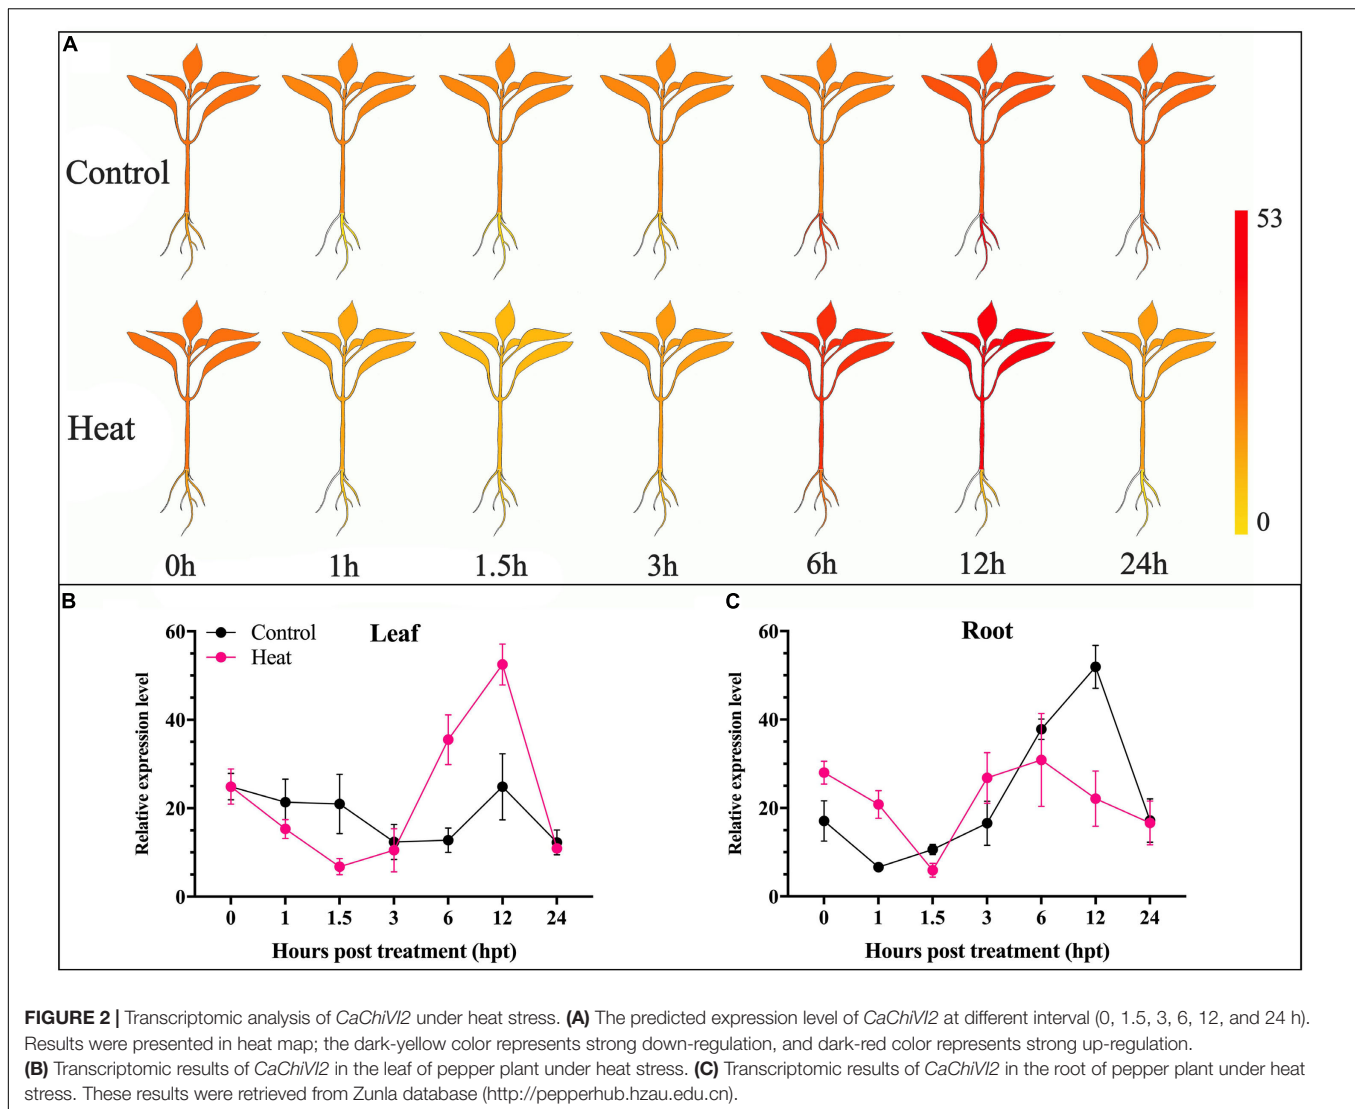 A
Control
53
Heat
0
0h 1h 1.5h 3h 6h 12h 24h
B
Leaf
Control
Heat
Relative expression level
60
40
20
0
0 1 1.5 3 6 12 24
Hours post treatment (hpt)
C
Root
Relative expression level
60
40
20
0
0 1 1.5 3 6 12 24
Hours post treatment (hpt)
FIGURE 2 | Transcriptomic analysis of CaChiVI2 under heat stress. (A) The predicted expression level of CaChiVI2 at different interval (0, 1.5, 3, 6, 12, and 24 h).
Results were presented in heat map; the dark-yellow color represents strong down-regulation, and dark-red color represents strong up-regulation.
(B) Transcriptomic results of CaChiVI2 in the leaf of pepper plant under heat stress. (C) Transcriptomic results of CaChiVI2 in the root of pepper plant under heat
stress. These results were retrieved from Zunla database (http://pepperhub.hzau.edu.cn).